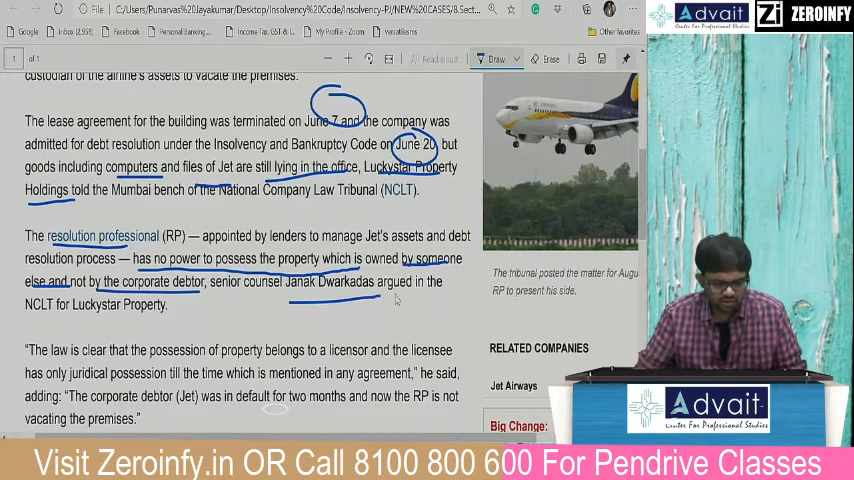 File | C:/Users/Punarvas%20Jayakumar/Desktop/Insolvency%20Code/Insolvency-PJ/NEW%20CASES/8.Sect...
Google
Inbox (2,958)
Facebook
Personal Banking...
Income Tax, GST & I...
My Profile - Zoom
versatilesms
Other favorites
1 of 1
Read aloud
Draw
Erase
custodian of the airline's assets to vacate the premises.
The lease agreement for the building was terminated on June 7 and the company was
admitted for debt resolution under the Insolvency and Bankruptcy Code on June 20, but
goods including computers and files of Jet are still lying in the office, Luckystar Property
Holdings told the Mumbai bench of the National Company Law Tribunal (NCLT).
The resolution professional (RP) — appointed by lenders to manage Jet's assets and debt
resolution process — has no power to possess the property which is owned by someone
else and not by the corporate debtor, senior counsel Janak Dwarkadas argued in the
NCLT for Luckystar Property.
“The law is clear that the possession of property belongs to a licensor and the licensee
has only juridical possession till the time which is mentioned in any agreement,” he said,
adding: “The corporate debtor (Jet) was in default for two months and now the RP is not
vacating the premises.”
The tribunal posted the matter for Augu
RP to present his side.
RELATED COMPANIES
Jet Airways
Big Change:
Advait
Center For Professional Studies
Zi ZEROINFY
Advait
Center For Professional Studies
Visit Zeroinfy.in OR Call 8100 800 600 For Pendrive Classes